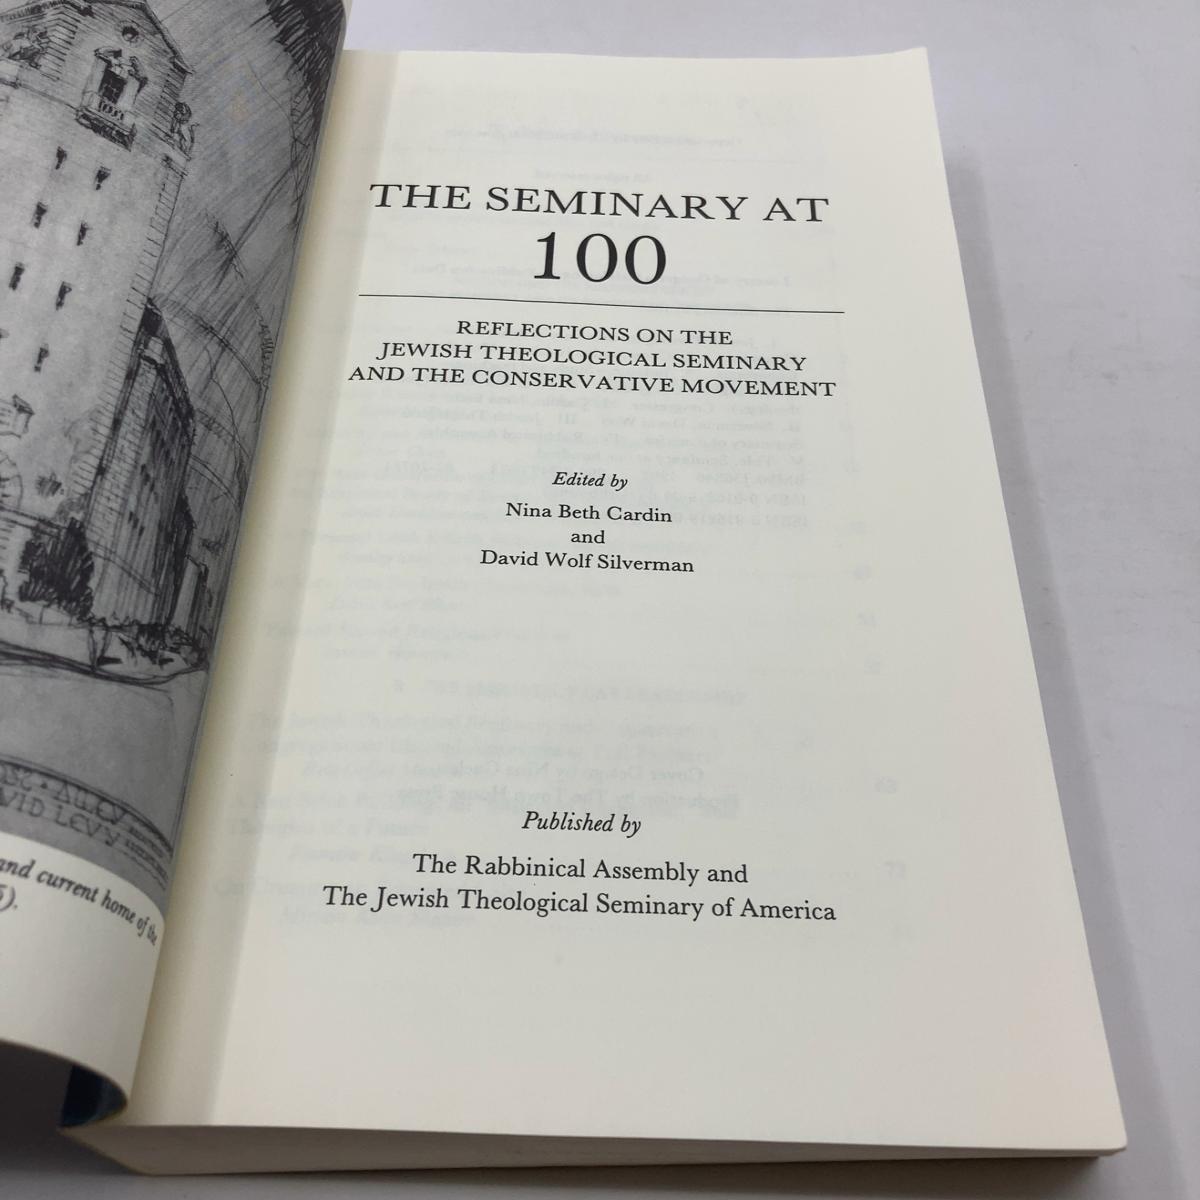 THE SEMINARY AT
100
REFLECTIONS ON THE
JEWISH THEOLOGICAL SEMINARY
AND THE CONSERVATIVE MOVEMENT
Edited by
Nina Beth Cardin
and
David Wolf Silverman
Published by
The Rabbinical Assembly and
The Jewish Theological Seminary of America
and current home of the
).
DAVID LEVY